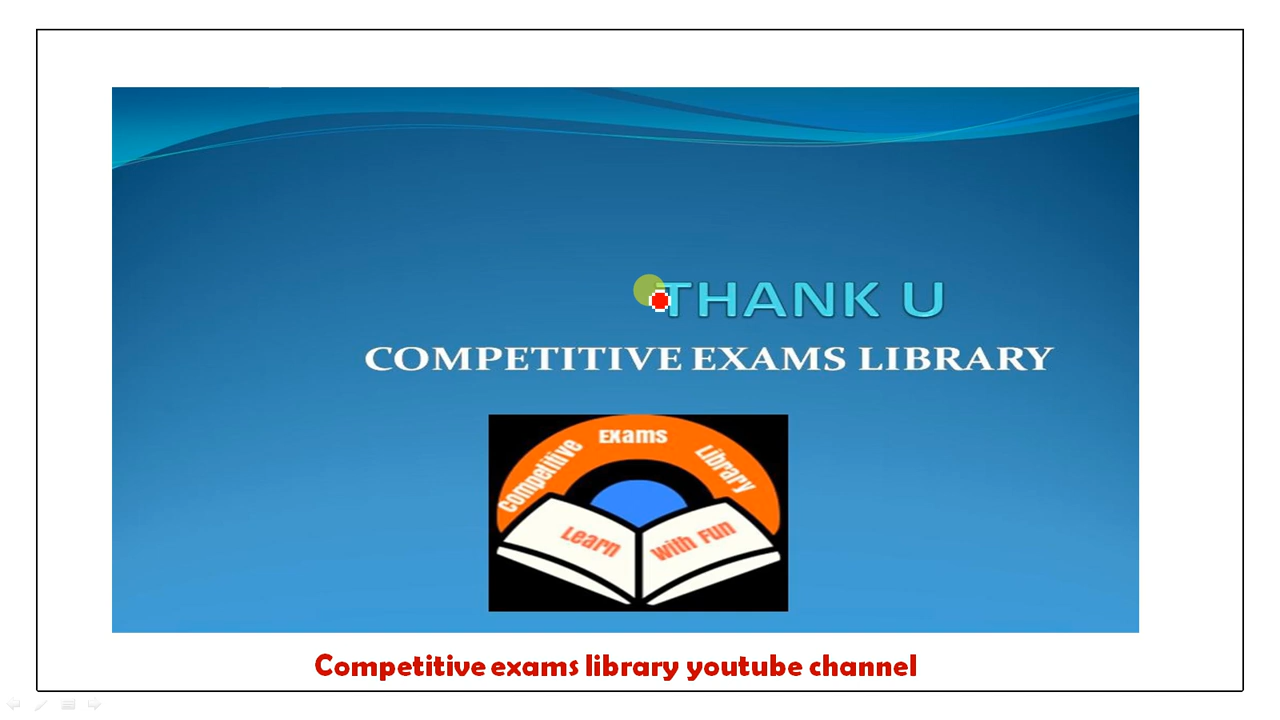 THANK U
COMPETITIVE EXAMS LIBRARY
Competitive Exams Library
Learn With Fun
Competitive exams library youtube channel